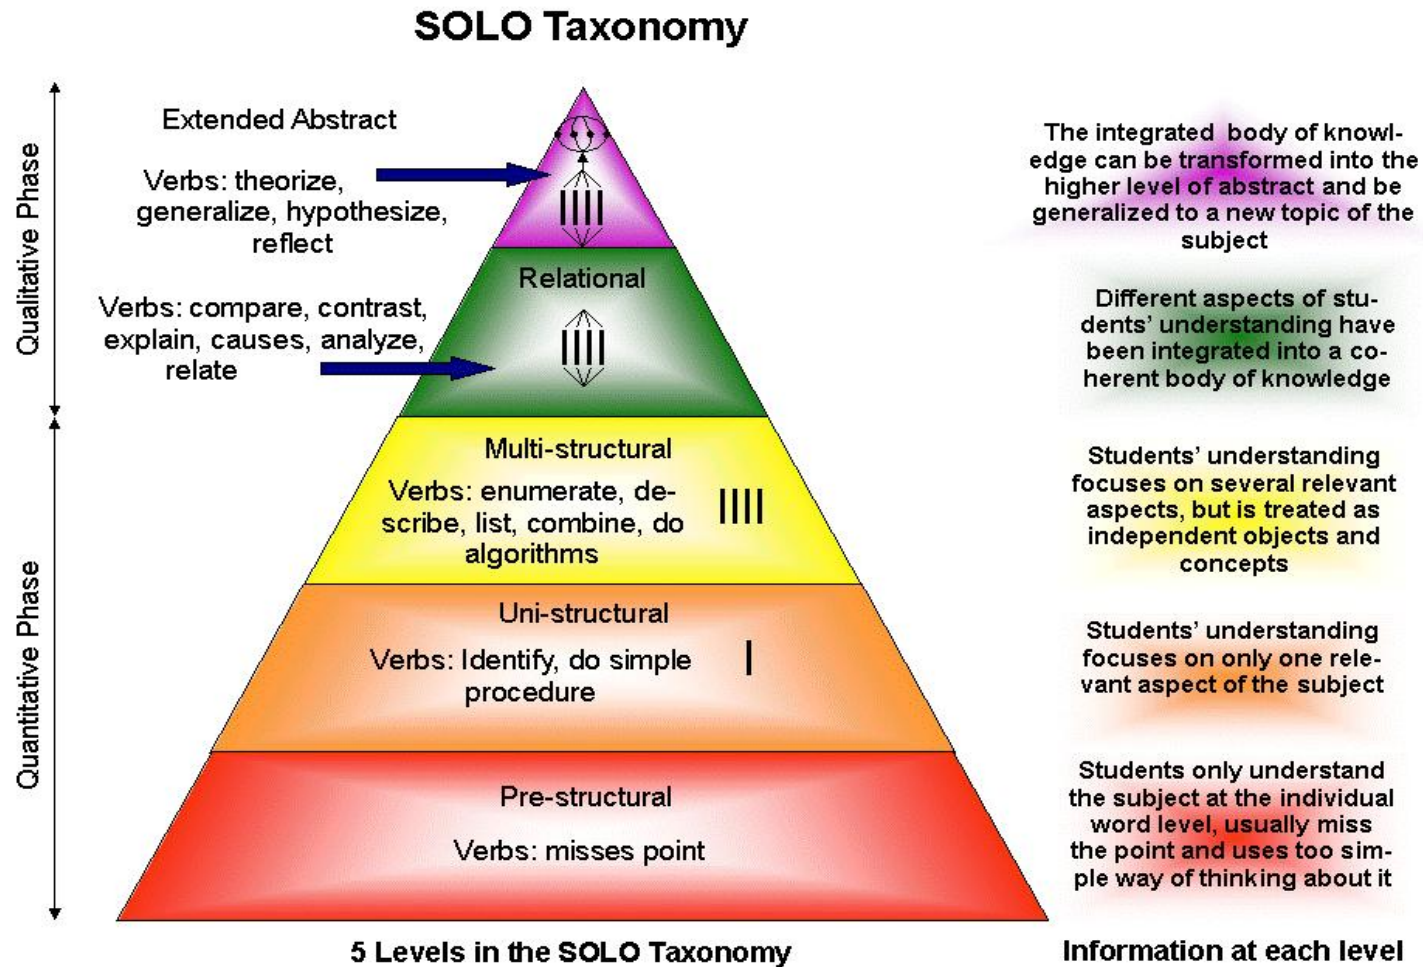 SOLO Taxonomy
Qualitative Phase
Quantitative Phase
Extended Abstract
Verbs: theorize,
generalize, hypothesize,
reflect
Relational
Verbs: compare, contrast,
explain, causes, analyze,
relate
Multi-structural
Verbs: enumerate, de-
scribe, list, combine, do
algorithms
Uni-structural
Verbs: Identify, do simple
procedure
Pre-structural
Verbs: misses point
5 Levels in the SOLO Taxonomy
The integrated body of knowl-
edge can be transformed into the
higher level of abstract and be
generalized to a new topic of the
subject
Different aspects of stu-
dents’ understanding have
been integrated into a co-
herent body of knowledge
Students’ understanding
focuses on several relevant
aspects, but is treated as
independent objects and
concepts
Students’ understanding
focuses on only one rele-
vant aspect of the subject
Students only understand
the subject at the individual
word level, usually miss
the point and uses too sim-
ple way of thinking about it
Information at each level